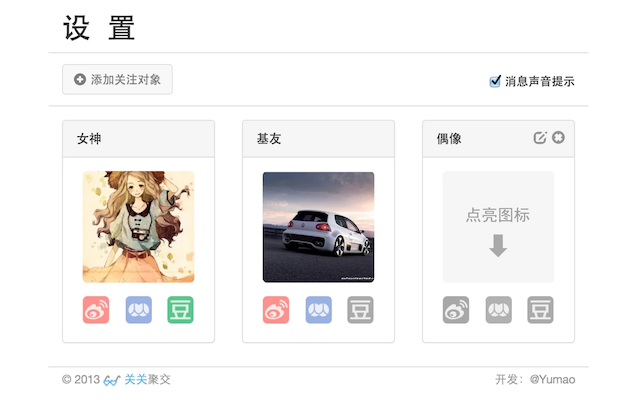 设 置
添加关注对象
消息声音提示
女神
基友
偶像
点亮图标
豆
豆
豆
© 2013 关关聚交
开发：@Yumao